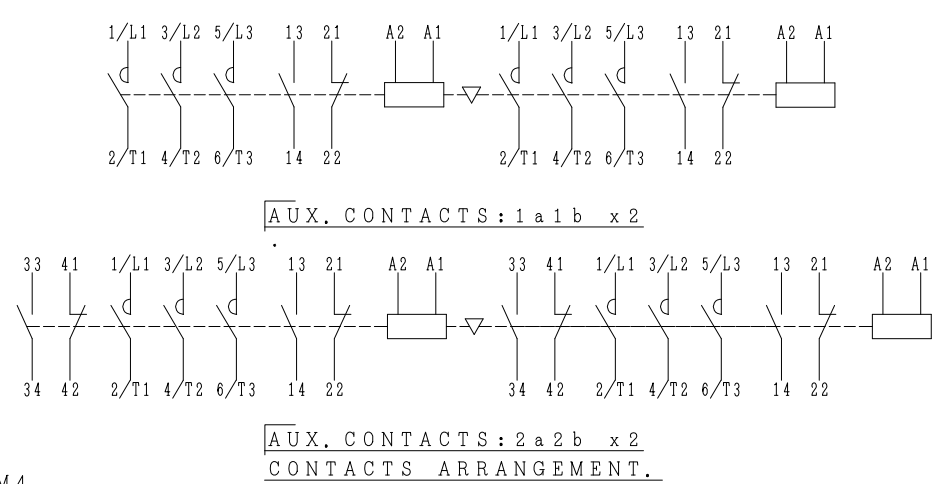 1/L1 3/L2 5/L3 13 21 A2 A1 1/L1 3/L2 5/L3 13 21 A2 A1
2/T1 4/T2 6/T3 14 22 2/T1 4/T2 6/T3 14 22
AUX. CONTACTS:1a1b x2
33 41 1/L1 3/L2 5/L3 13 21 A2 A1 33 41 1/L1 3/L2 5/L3 13 21 A2 A1
34 42 2/T1 4/T2 6/T3 14 22 34 42 2/T1 4/T2 6/T3 14 22
AUX. CONTACTS:2a2b x2
CONTACTS ARRANGEMENT.